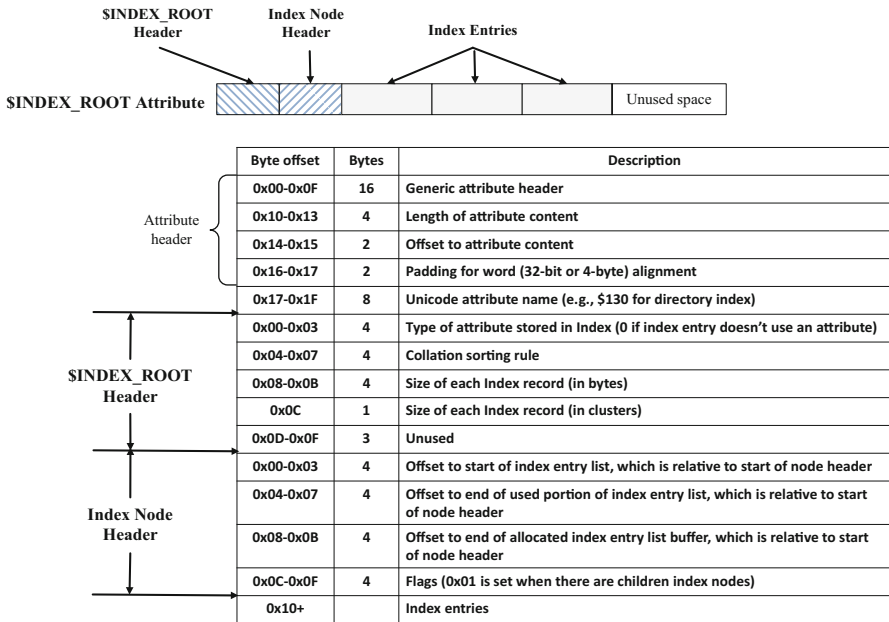 $INDEX_ROOT
Header
Index Node
Header
Index Entries
$INDEX_ROOT Attribute
Unused space
Byte offset Bytes Description
Attribute
header
0x00-0x0F 16 Generic attribute header
0x10-0x13 4 Length of attribute content
0x14-0x15 2 Offset to attribute content
0x16-0x17 2 Padding for word (32-bit or 4-byte) alignment
0x17-0x1F 8 Unicode attribute name (e.g., $130 for directory index)
$INDEX_ROOT
Header
0x00-0x03 4 Type of attribute stored in Index (0 if index entry doesn't use an attribute)
0x04-0x07 4 Collation sorting rule
0x08-0x0B 4 Size of each Index record (in bytes)
0x0C 1 Size of each Index record (in clusters)
0x0D-0x0F 3 Unused
Index Node
Header
0x00-0x03 4 Offset to start of index entry list, which is relative to start of node header
0x04-0x07 4 Offset to end of used portion of index entry list, which is relative to start
of node header
0x08-0x0B 4 Offset to end of allocated index entry list buffer, which is relative to start
of node header
0x0C-0x0F 4 Flags (0x01 is set when there are children index nodes)
0x10+ Index entries